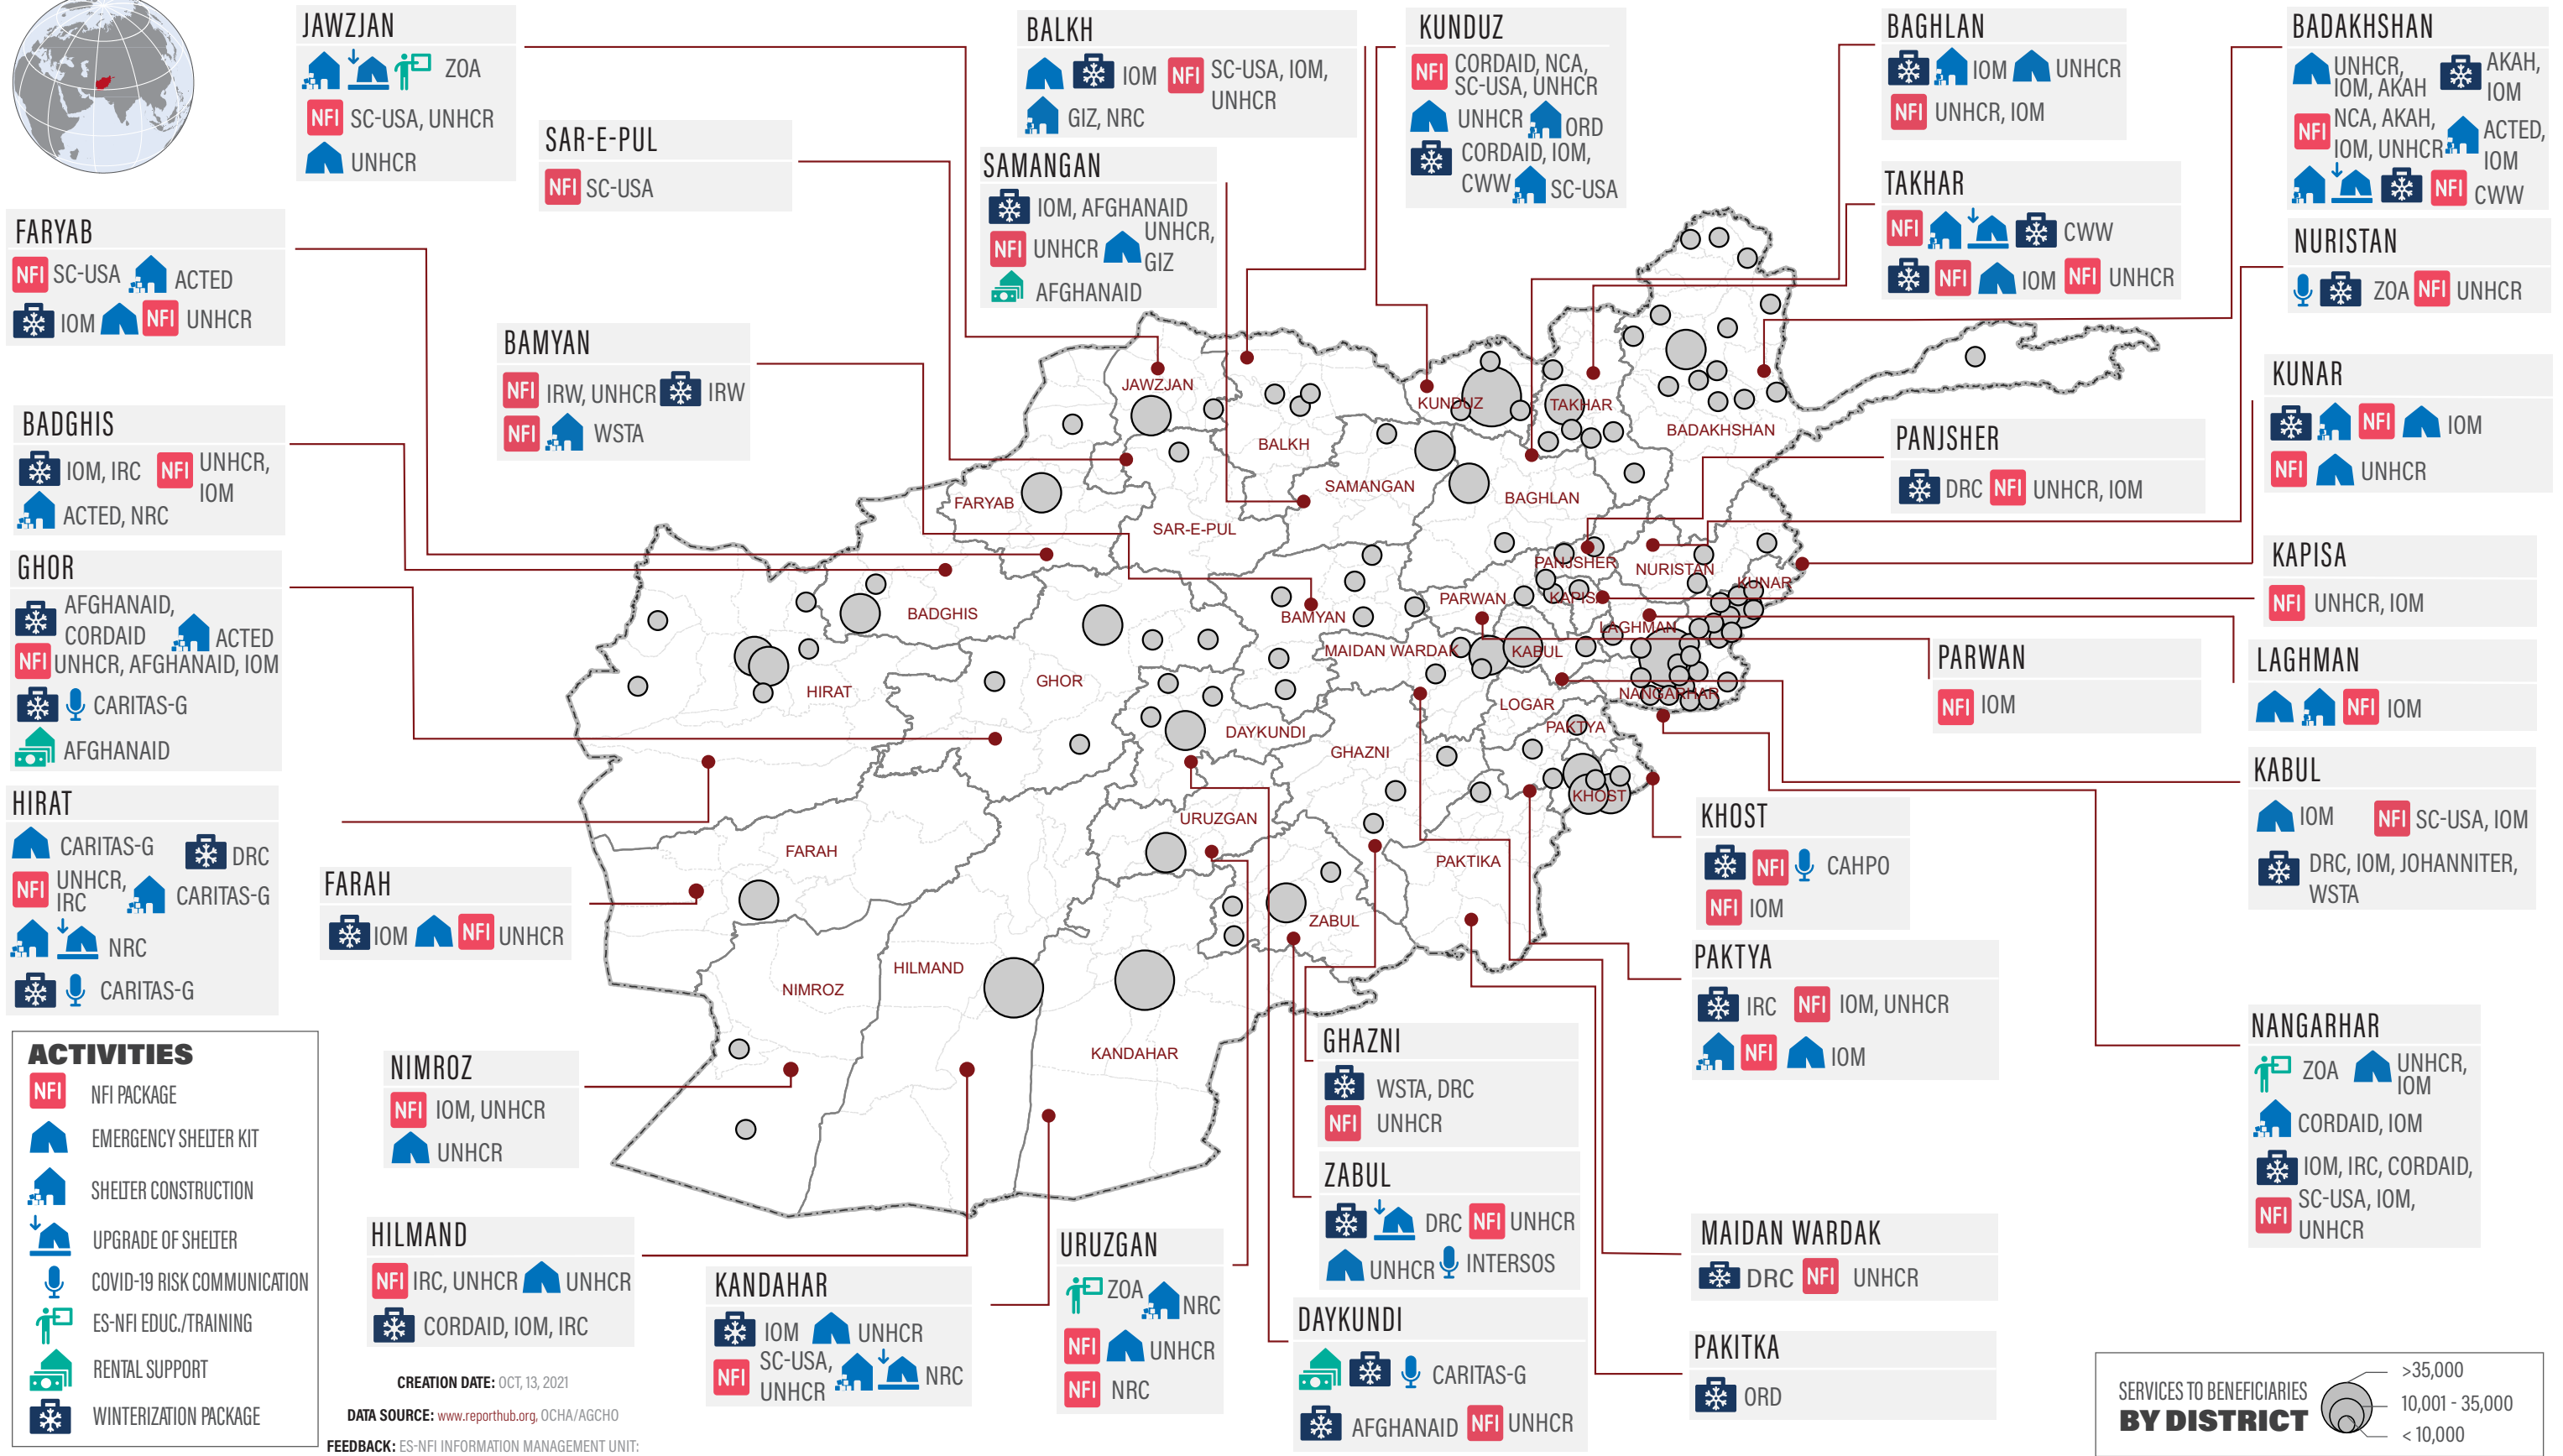 JAWZJAN
ZOA
NFI SC-USA, UNHCR
UNHCR
SAR-E-PUL
NFI SC-USA
BALKH
IOM NFI SC-USA, IOM,
UNHCR
GIZ, NRC
SAMANGAN
IOM, AFGHANAID
NFI UNHCR UNHCR,
GIZ
AFGHANAID
KUNDUZ
NFI CORDAID, NCA,
SC-USA, UNHCR
UNHCR ORD
CORDAID, IOM,
CWW SC-USA
BAGHLAN
IOM UNHCR
NFI UNHCR, IOM
TAKHAR
NFI CWW
NFI IOM NFI UNHCR
BADAKHSHAN
UNHCR,
IOM, AKAH
AKAH,
IOM
NFI NCA, AKAH,
IOM, UNHCR
ACTED,
IOM
NFI CWW
NURISTAN
ZOA NFI UNHCR
FARYAB
NFI SC-USA ACTED
IOM NFI UNHCR
BAMYAN
NFI IRW, UNHCR IRW
NFI WSTA
BADGHIS
IOM, IRC NFI UNHCR,
IOM
ACTED, NRC
GHOR
AFGHANAID,
CORDAID ACTED
NFI UNHCR, AFGHANAID, IOM
CARITAS-G
AFGHANAID
HIRAT
CARITAS-G DRC
NFI UNHCR,
IRC CARITAS-G
NRC
CARITAS-G
FARAH
IOM NFI UNHCR
KUNAR
NFI IOM
NFI UNHCR
PANJSHER
DRC NFI UNHCR, IOM
KAPISA
NFI UNHCR, IOM
PARWAN
NFI IOM
LAGHMAN
NFI IOM
KABUL
IOM NFI SC-USA, IOM
DRC, IOM, JOHANNITER,
WSTA
KHOST
NFI CAHPO
NFI IOM
PAKTYA
IRC NFI IOM, UNHCR
NFI IOM
NANGARHAR
ZOA UNHCR,
IOM
CORDAID, IOM
IOM, IRC, CORDAID,
NFI SC-USA, IOM,
UNHCR
MAIDAN WARDAK
DRC NFI UNHCR
PAKITKA
ORD
GHAZNI
WSTA, DRC
NFI UNHCR
ZABUL
DRC NFI UNHCR
UNHCR INTERSOS
DAYKUNDI
CARITAS-G
AFGHANAID NFI UNHCR
URUZGAN
ZOA NRC
NFI UNHCR
NFI NRC
KANDAHAR
IOM UNHCR
NFI SC-USA,
UNHCR NRC
HILMAND
NFI IRC, UNHCR UNHCR
CORDAID, IOM, IRC
NIMROZ
NFI IOM, UNHCR
UNHCR
JAWZJAN
BALKH
KUNDUZ
TAKHAR
BADAKHSHAN
FARYAB
SAR-E-PUL
SAMANGAN
BAGHLAN
PANJSHER
NURISTAN
KUNAR
BADGHIS
BAMYAN
PARWAN
KAPISA
LAGHMAN
MAIDAN WARDAK
KABUL
HIRAT
GHOR
NANGARHAR
LOGAR
PAKTYA
DAYKUNDI
GHAZNI
KHOST
URUZGAN
FARAH
PAKTIKA
ZABUL
HILMAND
NIMROZ
KANDAHAR
ACTIVITIES
NFI NFI PACKAGE
EMERGENCY SHELTER KIT
SHELTER CONSTRUCTION
UPGRADE OF SHELTER
COVID-19 RISK COMMUNICATION
ES-NFI EDUC./TRAINING
RENTAL SUPPORT
WINTERIZATION PACKAGE
CREATION DATE: OCT, 13, 2021
DATA SOURCE: www.reporthub.org, OCHA/AGCHO
FEEDBACK: ES-NFI INFORMATION MANAGEMENT UNIT:
SERVICES TO BENEFICIARIES
BY DISTRICT
>35,000
10,001 - 35,000
< 10,000